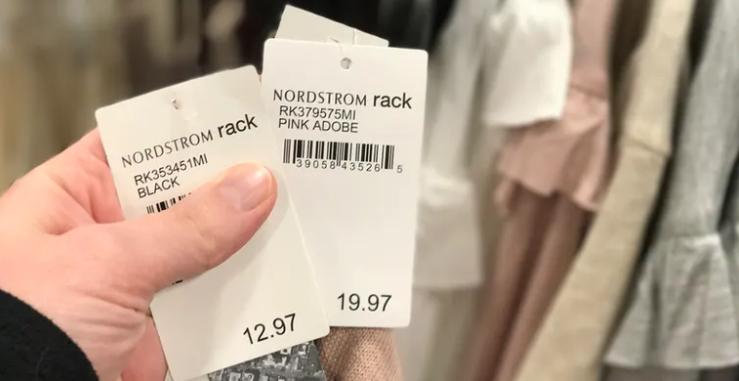 NORDSTROM rack
RK353451MI
BLACK
12.97
NORDSTROM rack
RK379575MI
PINK ADOBE
39058 43526 5
19.97